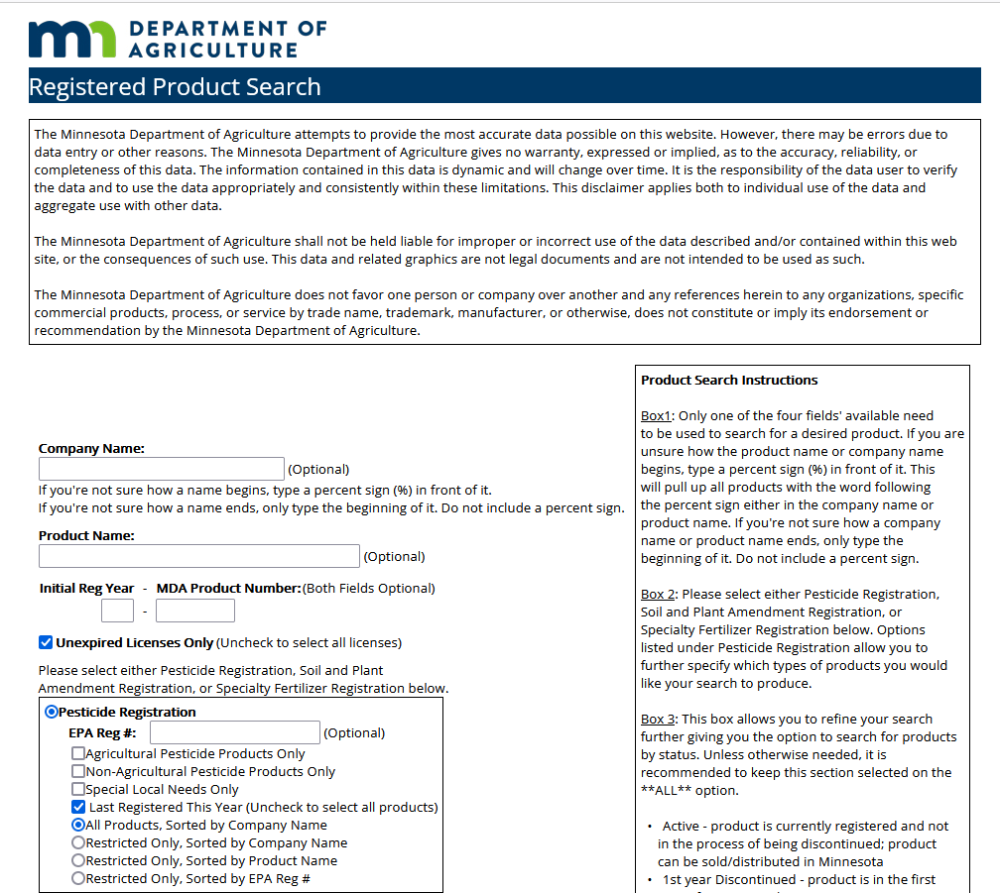 DEPARTMENT OF
AGRICULTURE
Registered Product Search
The Minnesota Department of Agriculture attempts to provide the most accurate data possible on this website. However, there may be errors due to
data entry or other reasons. The Minnesota Department of Agriculture gives no warranty, expressed or implied, as to the accuracy, reliability, or
completeness of this data. The information contained in this data is dynamic and will change over time. It is the responsibility of the data user to verify
the data and to use the data appropriately and consistently within these limitations. This disclaimer applies both to individual use of the data and
aggregate use with other data.
The Minnesota Department of Agriculture shall not be held liable for improper or incorrect use of the data described and/or contained within this web
site, or the consequences of such use. This data and related graphics are not legal documents and are not intended to be used as such.
The Minnesota Department of Agriculture does not favor one person or company over another and any references herein to any organizations, specific
commercial products, process, or service by trade name, trademark, manufacturer, or otherwise, does not constitute or imply its endorsement or
recommendation by the Minnesota Department of Agriculture.
Company Name:
(Optional)
If you're not sure how a name begins, type a percent sign (%) in front of it.
If you're not sure how a name ends, only type the beginning of it. Do not include a percent sign.
Product Name:
(Optional)
Initial Reg Year - MDA Product Number:(Both Fields Optional)
-
Unexpired Licenses Only (Uncheck to select all licenses)
Please select either Pesticide Registration, Soil and Plant
Amendment Registration, or Specialty Fertilizer Registration below.
Pesticide Registration
EPA Reg #: (Optional)
Agricultural Pesticide Products Only
Non-Agricultural Pesticide Products Only
Special Local Needs Only
Last Registered This Year (Uncheck to select all products)
All Products, Sorted by Company Name
Restricted Only, Sorted by Company Name
Restricted Only, Sorted by Product Name
Restricted Only, Sorted by EPA Reg #
Product Search Instructions
Box1: Only one of the four fields' available need
to be used to search for a desired product. If you are
unsure how the product name or company name
begins, type a percent sign (%) in front of it. This
will pull up all products with the word following
the percent sign either in the company name or
product name. If you're not sure how a company
name or product name ends, only type the
beginning of it. Do not include a percent sign.
Box 2: Please select either Pesticide Registration,
Soil and Plant Amendment Registration, or
Specialty Fertilizer Registration below. Options
listed under Pesticide Registration allow you to
further specify which types of products you would
like your search to produce.
Box 3: This box allows you to refine your search
further giving you the option to search for products
by status. Unless otherwise needed, it is
recommended to keep this section selected on the
**ALL** option.
• Active - product is currently registered and not
in the process of being discontinued; product
can be sold/distributed in Minnesota
• 1st year Discontinued - product is in the first